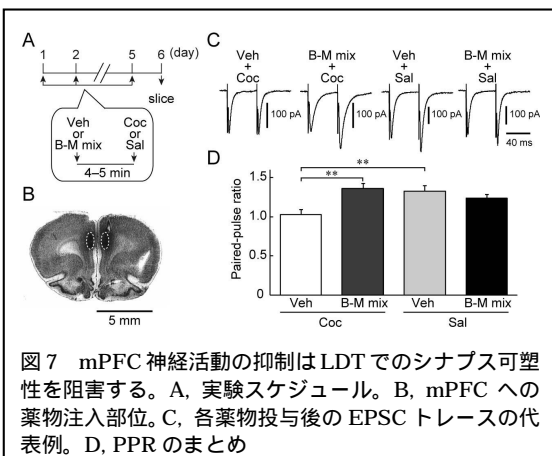 A
1 2 5 6 (day)
slice
Veh
or
B-M mix
Coc
or
Sal
4–5 min
B
5 mm
C
Veh
+
Coc
B-M mix
+
Coc
Veh
+
Sal
B-M mix
+
Sal
100 pA
100 pA
100 pA
100 pA
40 ms
D
**
**
Paired-pulse ratio
1.5
1.0
0.5
0
Veh B-M mix Veh B-M mix
Coc Sal
図 7 mPFC 神経活動の抑制は LDT でのシナプス可塑
性を阻害する。A, 実験スケジュール。B, mPFC への
薬物注入部位。C, 各薬物投与後の EPSC トレースの代
表例。D, PPR のまとめ